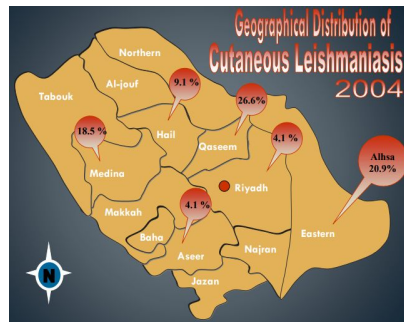 Geographical Distribution of
Cutaneous Leishmaniasis
2004
Northern
Al-jouf
9.1 %
Tabouk
26.6%
18.5 %
Hail
4.1 %
Qaseem
Alhsa
20.9%
Medina
Riyadh
4.1 %
Makkah
Eastern
Baha
Najran
Aseer
Jazan
N